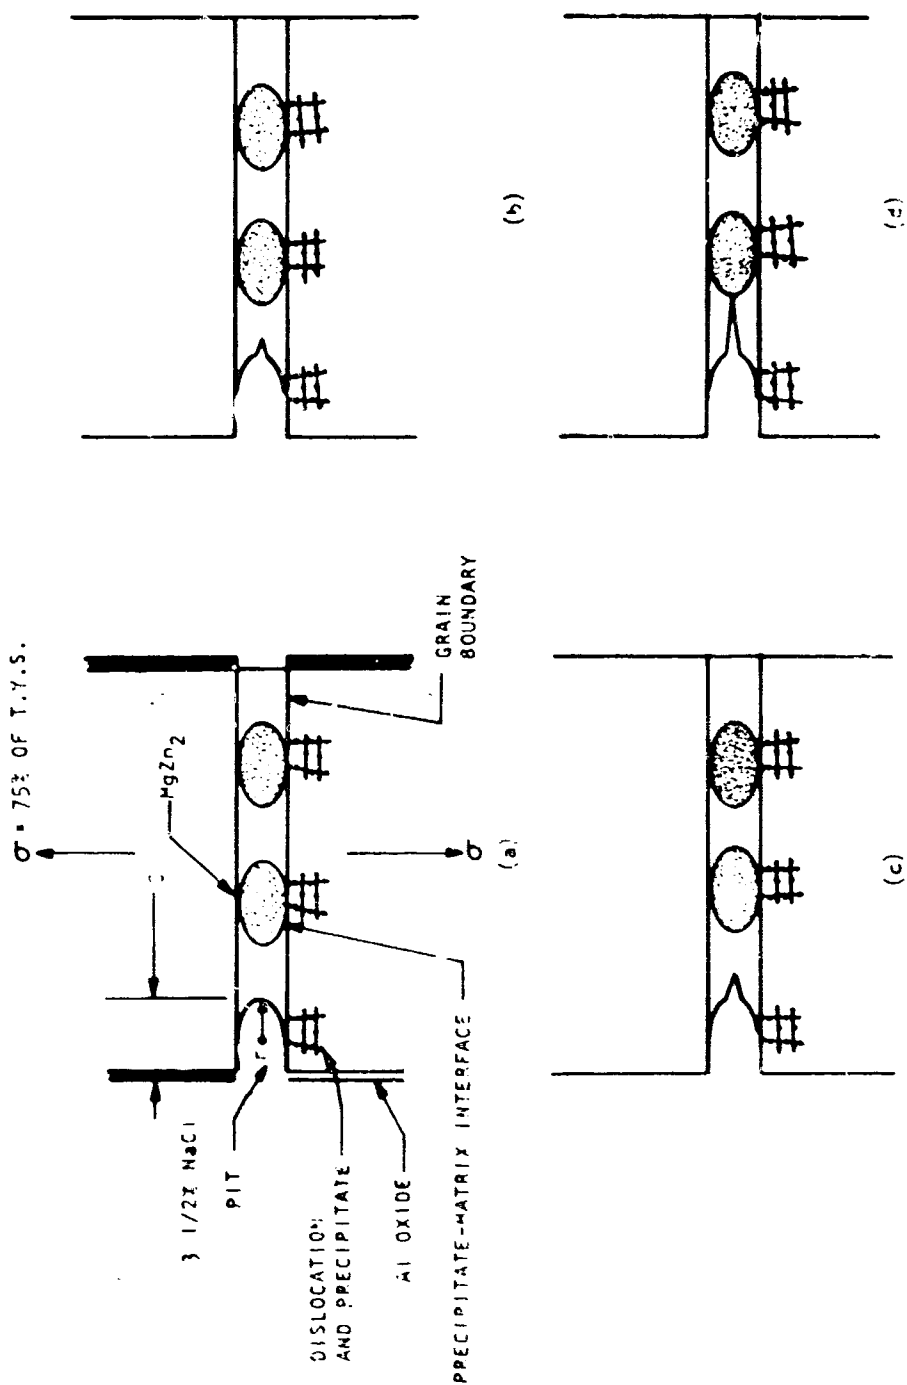 σ = 75% OF T.Y.S.
MgZn2
3 1/2% NaCl
PIT
r
DISLOCATION
AND PRECIPITATE
Al OXIDE
PRECIPITATE-MATRIX INTERFACE
GRAIN
BOUNDARY
σ
(a)
(b)
(c)
(d)